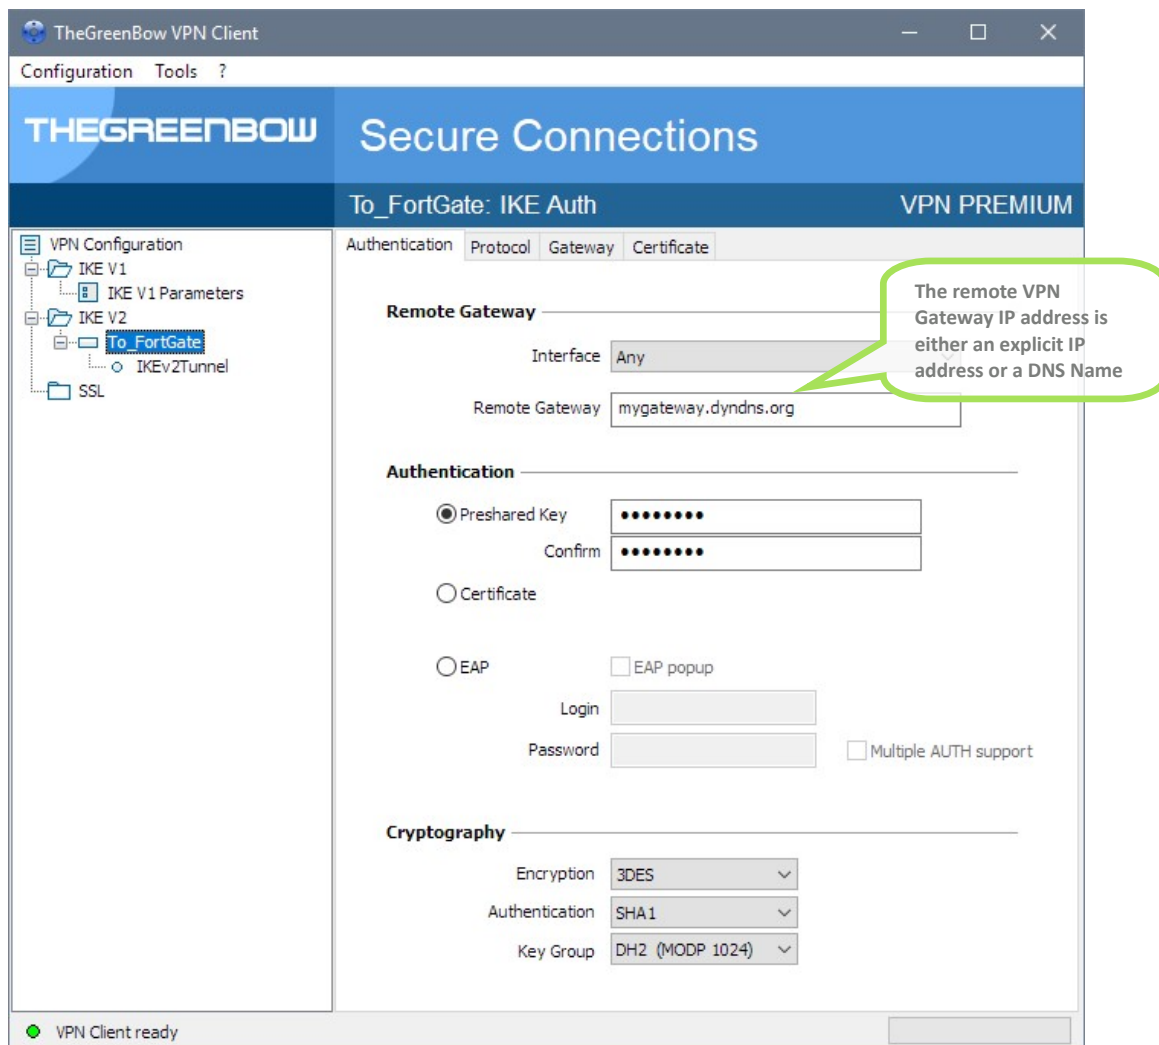 TheGreenBow VPN Client
Configuration Tools ?
THEGREENBOW
Secure Connections
To_FortGate: IKE Auth
VPN PREMIUM
VPN Configuration
IKE V1
IKE V1 Parameters
IKE V2
To_FortGate
IKEv2Tunnel
SSL
Authentication Protocol Gateway Certificate
Remote Gateway
Interface Any
Remote Gateway mygateway.dyndns.org
The remote VPN
Gateway IP address is
either an explicit IP
address or a DNS Name
Authentication
Preshared Key ••••••••
Confirm ••••••••
Certificate
EAP EAP popup
Login
Password Multiple AUTH support
Cryptography
Encryption 3DES
Authentication SHA1
Key Group DH2 (MODP 1024)
VPN Client ready